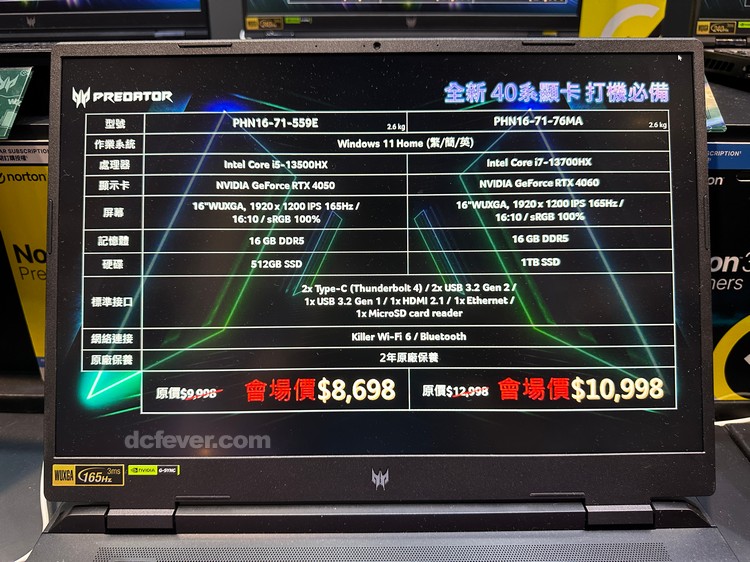 PREDATOR
全新 40系顯卡 打機必備
型號 PHN16-71-559E 2.6 kg PHN16-71-76MA 2.6 kg
作業系統 Windows 11 Home (繁/簡/英)
處理器 Intel Core i5-13500HX Intel Core i7-13700HX
顯示卡 NVIDIA GeForce RTX 4050 NVIDIA GeForce RTX 4060
屏幕 16"WUXGA, 1920 x 1200 IPS 165Hz / 16"WUXGA, 1920 x 1200 IPS 165Hz /
16:10 / sRGB 100% 16:10 / sRGB 100%
記憶體 16 GB DDR5 16 GB DDR5
硬碟 512GB SSD 1TB SSD
標準接口 2x Type-C (Thunderbolt 4) / 2x USB 3.2 Gen 2 /
1x USB 3.2 Gen 1 / 1x HDMI 2.1 / 1x Ethernet /
1x MicroSD card reader
網絡連接 Killer Wi-Fi 6 / Bluetooth
原廠保養 2年原廠保養
原價$9,998 會場價$8,698 原價$12,998 會場價$10,998
dcfever.com
WUXGA 165Hz 3ms NVIDIA G-SYNC
norton